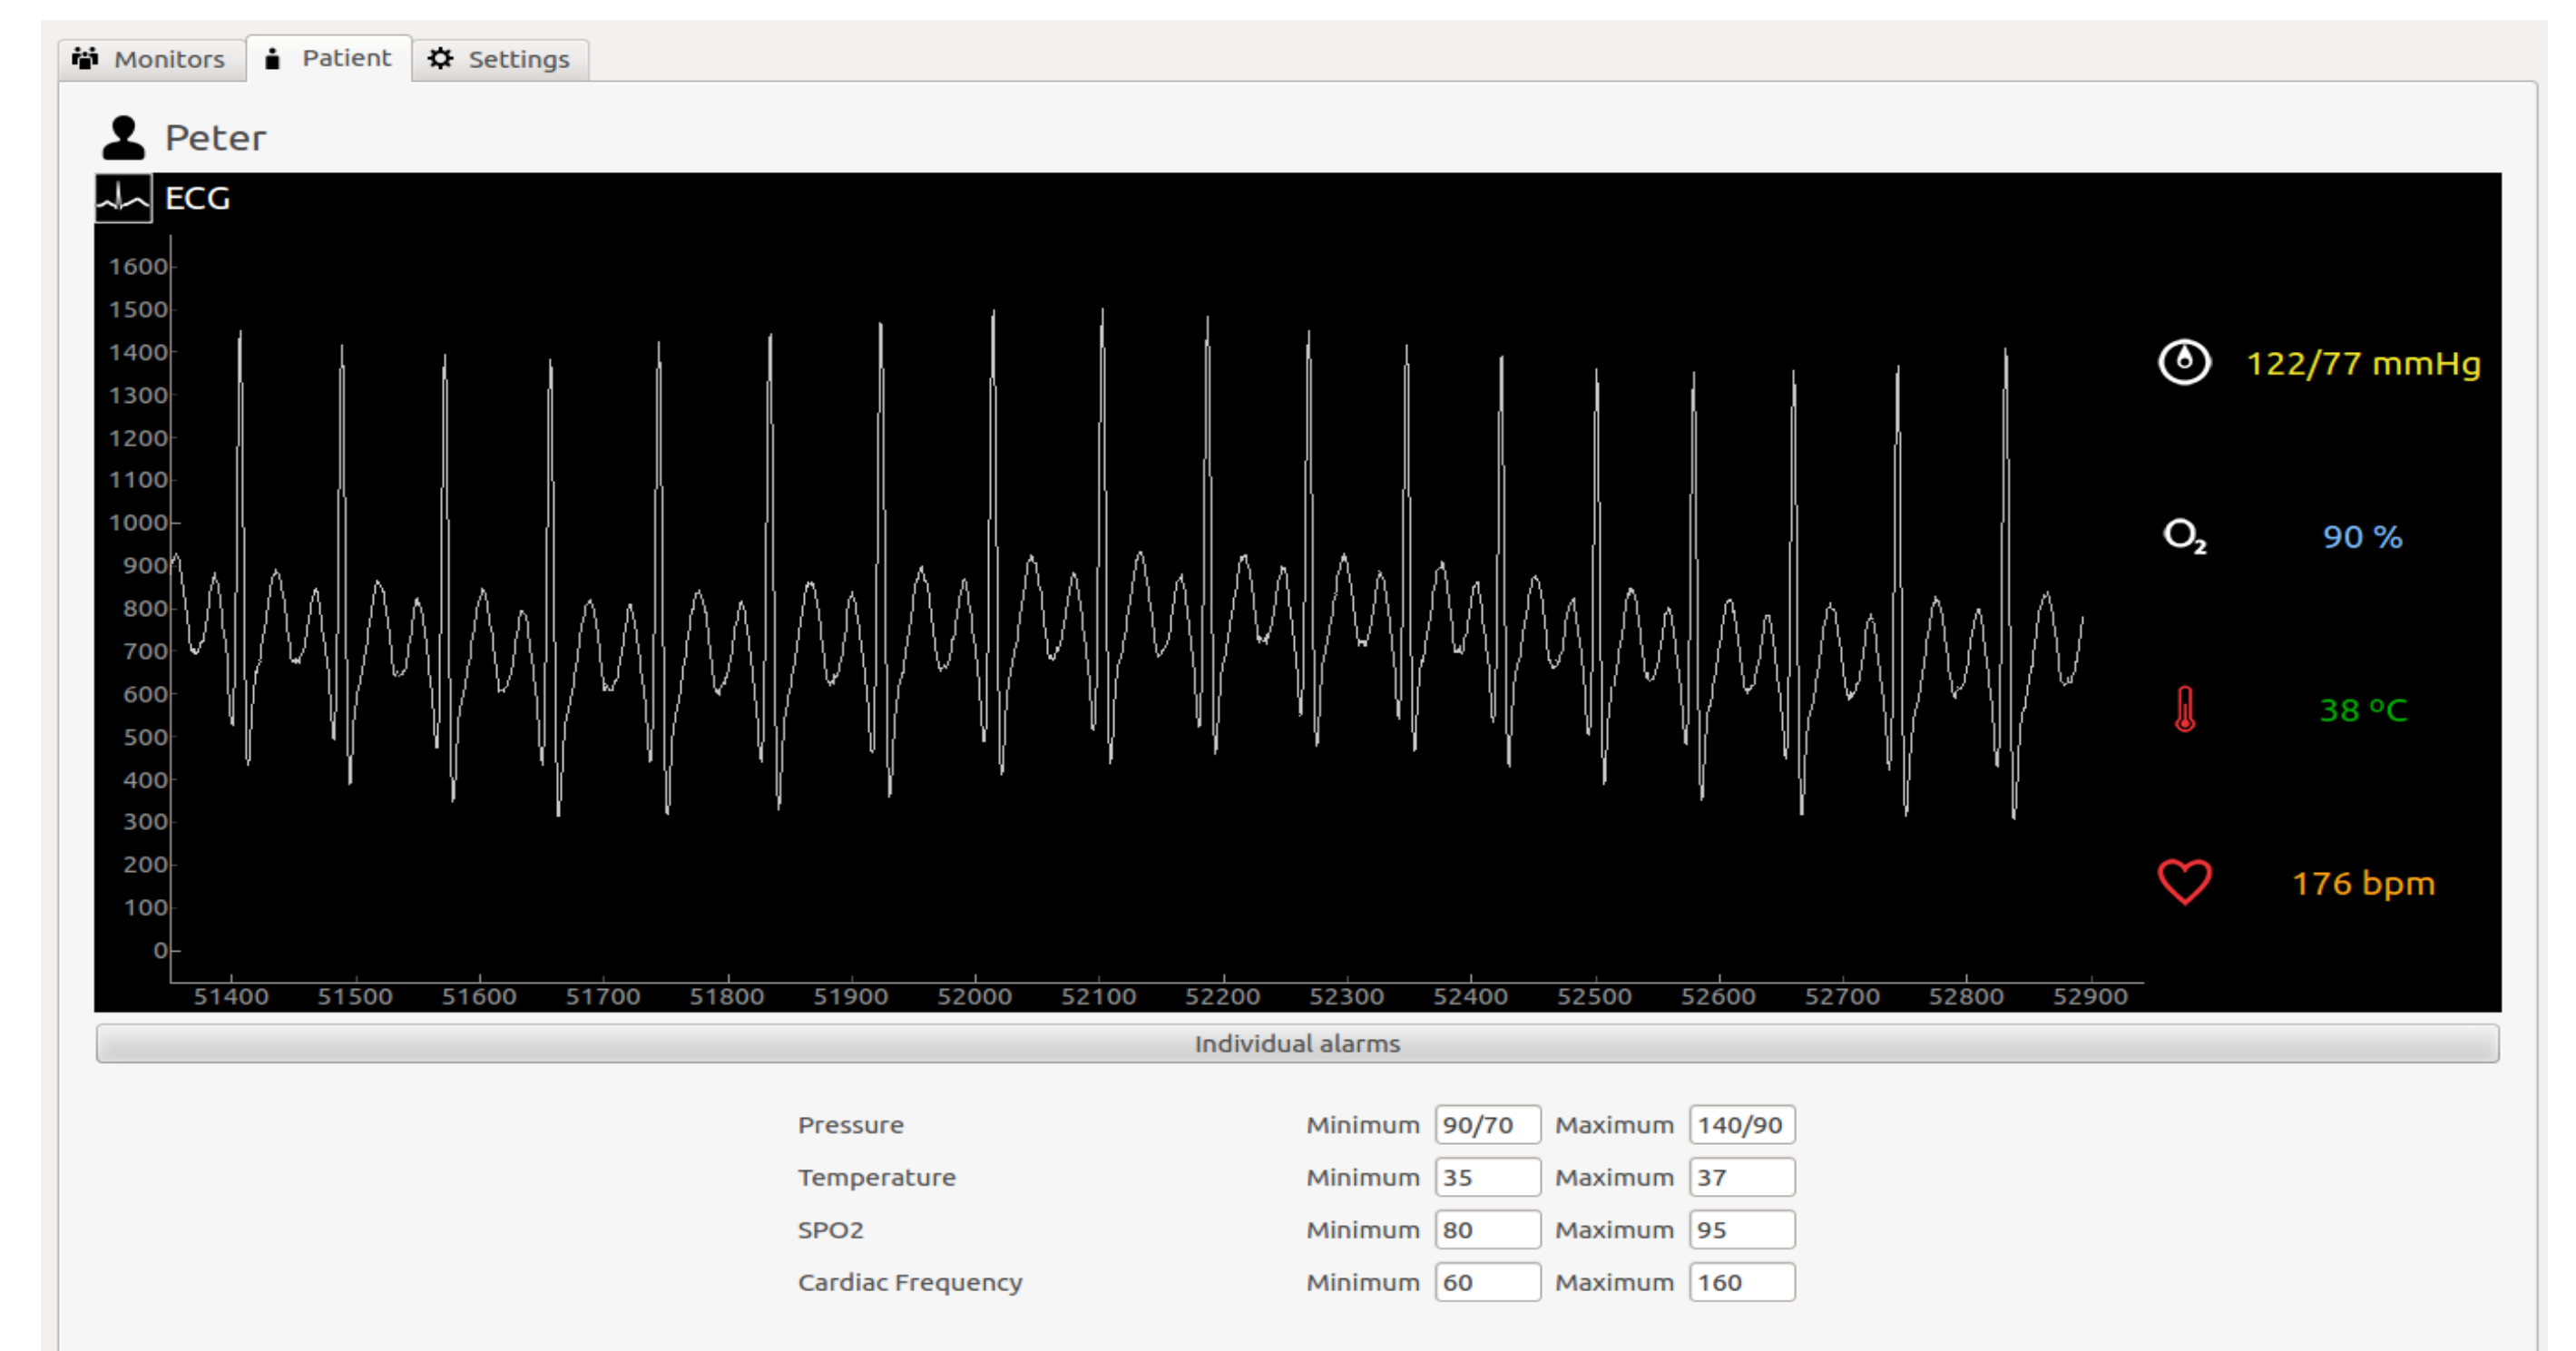 Monitors Patient Settings
Peter
ECG
1600
1500
1400
1300
1200
1100
1000
900
800
700
600
500
400
300
200
100
0
51400 51500 51600 51700 51800 51900 52000 52100 52200 52300 52400 52500 52600 52700 52800 52900
122/77 mmHg
O₂ 90 %
38 ºC
176 bpm
Individual alarms
Pressure Minimum 90/70 Maximum 140/90
Temperature Minimum 35 Maximum 37
SPO2 Minimum 80 Maximum 95
Cardiac Frequency Minimum 60 Maximum 160